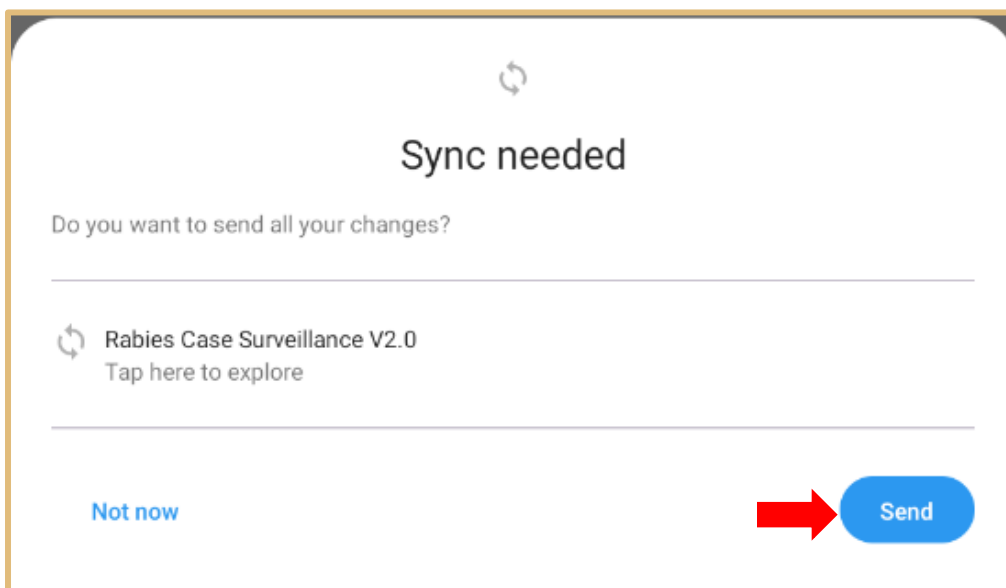 Sync needed
Do you want to send all your changes?
Rabies Case Surveillance V2.0
Tap here to explore
Not now
Send